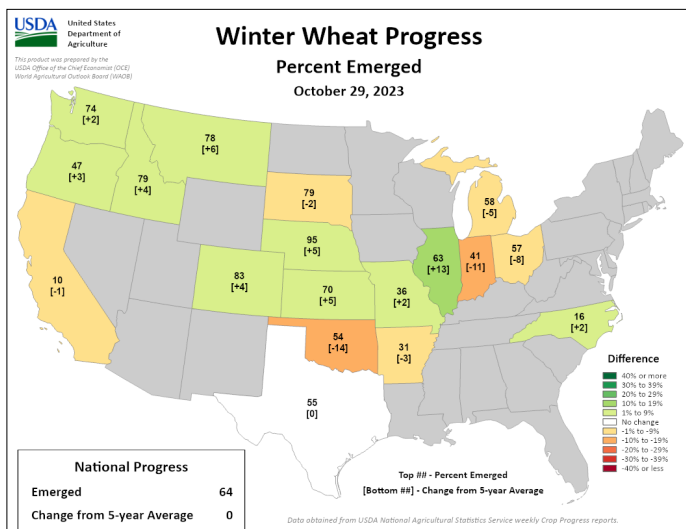 USDA
United States
Department of
Agriculture
This product was prepared by the
USDA Office of the Chief Economist (OCE)
World Agricultural Outlook Board (WAOB)
Winter Wheat Progress
Percent Emerged
October 29, 2023
74
[+2]
78
[+6]
47
[+3]
79
[+4]
79
[-2]
58
[-5]
95
[+5]
63
[+13]
41
[-11]
57
[-8]
10
[-1]
83
[+4]
70
[+5]
36
[+2]
16
[+2]
54
[-14]
31
[-3]
55
[0]
Difference
40% or more
30% to 39%
20% to 29%
10% to 19%
1% to 9%
No change
-1% to -9%
-10% to -19%
-20% to -29%
-30% to -39%
-40% or less
National Progress
Emerged 64
Change from 5-year Average 0
Top ## - Percent Emerged
[Bottom ##] - Change from 5-year Average
Data obtained from USDA National Agricultural Statistics Service weekly Crop Progress reports.